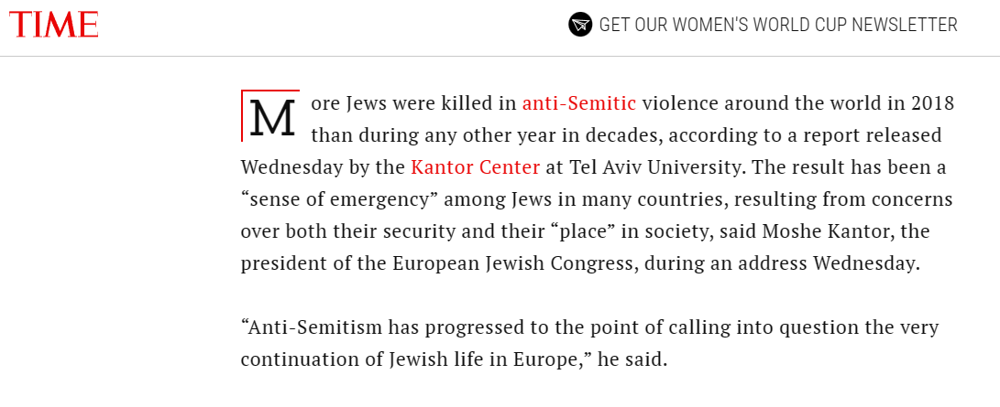 TIME
GET OUR WOMEN'S WORLD CUP NEWSLETTER
More Jews were killed in anti-Semitic violence around the world in 2018
than during any other year in decades, according to a report released
Wednesday by the Kantor Center at Tel Aviv University. The result has been a
“sense of emergency” among Jews in many countries, resulting from concerns
over both their security and their “place” in society, said Moshe Kantor, the
president of the European Jewish Congress, during an address Wednesday.
“Anti-Semitism has progressed to the point of calling into question the very
continuation of Jewish life in Europe,” he said.